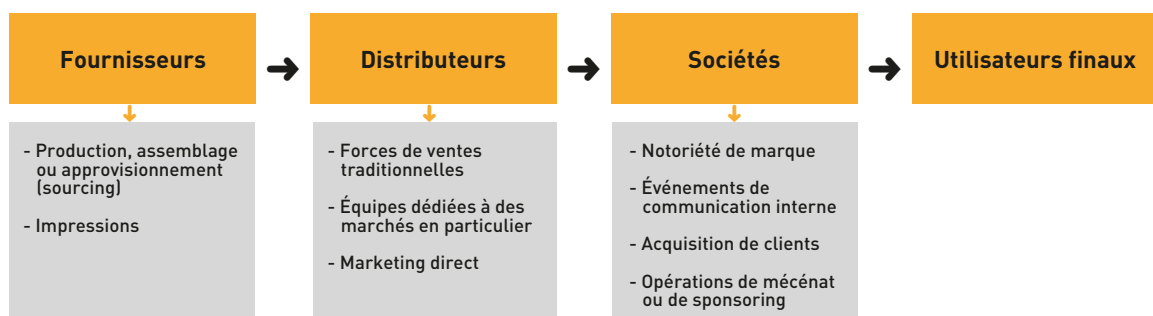 Fournisseurs
Distributeurs
Sociétés
Utilisateurs finaux
- Production, assemblage
ou approvisionnement
(sourcing)
- Impressions
- Forces de ventes
traditionnelles
- Équipes dédiées à des
marchés en particulier
- Marketing direct
- Notoriété de marque
- Événements de
communication interne
- Acquisition de clients
- Opérations de mécénat
ou de sponsoring